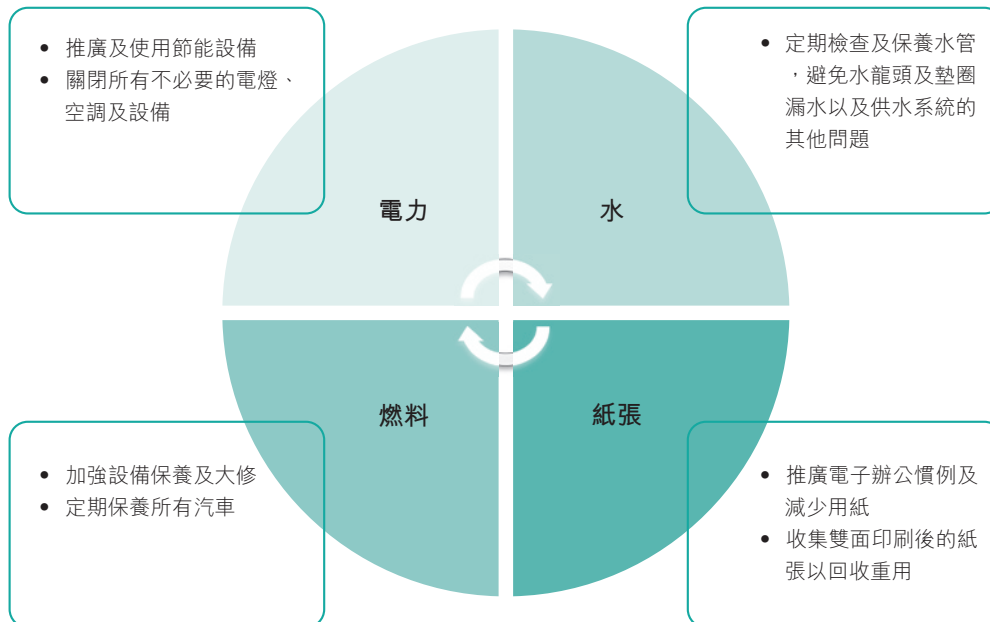 • 推廣及使用節能設備
• 關閉所有不必要的電燈、
空調及設備
• 定期檢查及保養水管
，避免水龍頭及墊圈
漏水以及供水系統的
其他問題
電力
水
燃料
紙張
• 加強設備保養及大修
• 定期保養所有汽車
• 推廣電子辦公慣例及
減少用紙
• 收集雙面印刷後的紙
張以回收重用